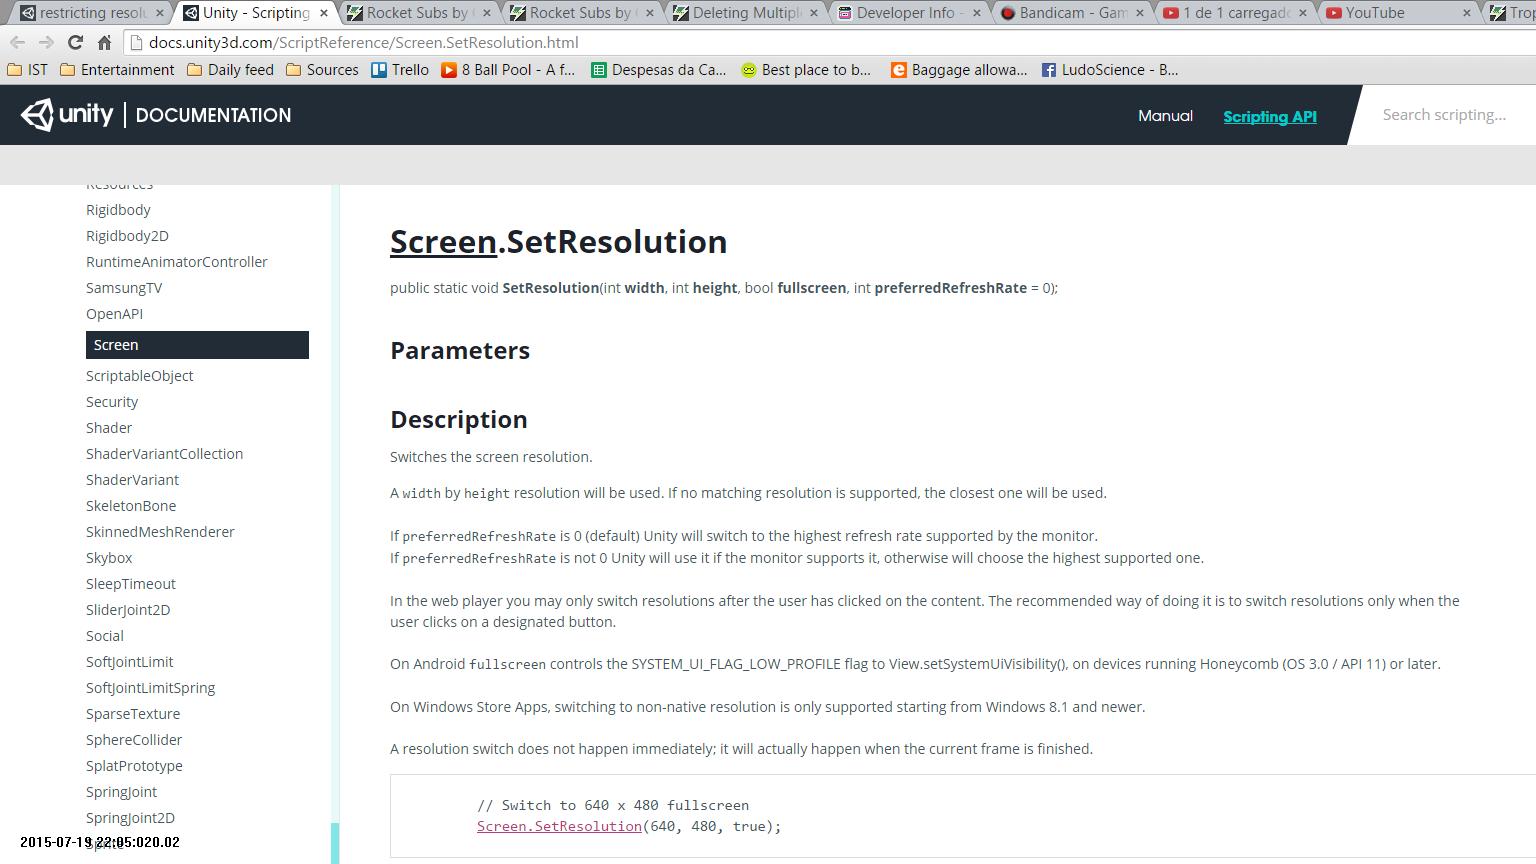 restricting resolu
Unity - Scripting
Rocket Subs by
Rocket Subs by
Deleting Multipl
Developer Info -
Bandicam - Gam
1 de 1 carregado
YouTube
Trop
docs.unity3d.com/ScriptReference/Screen.SetResolution.html
IST Entertainment Daily feed Sources Trello 8 Ball Pool - A f... Despesas da Ca... Best place to b... Baggage allowa... LudoScience - B...
unity | DOCUMENTATION
Manual Scripting API Search scripting...
Resources
Rigidbody
Rigidbody2D
RuntimeAnimatorController
SamsungTV
OpenAPI
Screen
ScriptableObject
Security
Shader
ShaderVariantCollection
ShaderVariant
SkeletonBone
SkinnedMeshRenderer
Skybox
SleepTimeout
SliderJoint2D
Social
SoftJointLimit
SoftJointLimitSpring
SparseTexture
SphereCollider
SplatPrototype
SpringJoint
SpringJoint2D
Sprite
2015-07-19 22:05:020.02
Screen.SetResolution
public static void SetResolution(int width, int height, bool fullscreen, int preferredRefreshRate = 0);
Parameters
Description
Switches the screen resolution.
A width by height resolution will be used. If no matching resolution is supported, the closest one will be used.
If preferredRefreshRate is 0 (default) Unity will switch to the highest refresh rate supported by the monitor.
If preferredRefreshRate is not 0 Unity will use it if the monitor supports it, otherwise will choose the highest supported one.
In the web player you may only switch resolutions after the user has clicked on the content. The recommended way of doing it is to switch resolutions only when the
user clicks on a designated button.
On Android fullscreen controls the SYSTEM_UI_FLAG_LOW_PROFILE flag to View.setSystemUiVisibility(), on devices running Honeycomb (OS 3.0 / API 11) or later.
On Windows Store Apps, switching to non-native resolution is only supported starting from Windows 8.1 and newer.
A resolution switch does not happen immediately; it will actually happen when the current frame is finished.
// Switch to 640 x 480 fullscreen
Screen.SetResolution(640, 480, true);